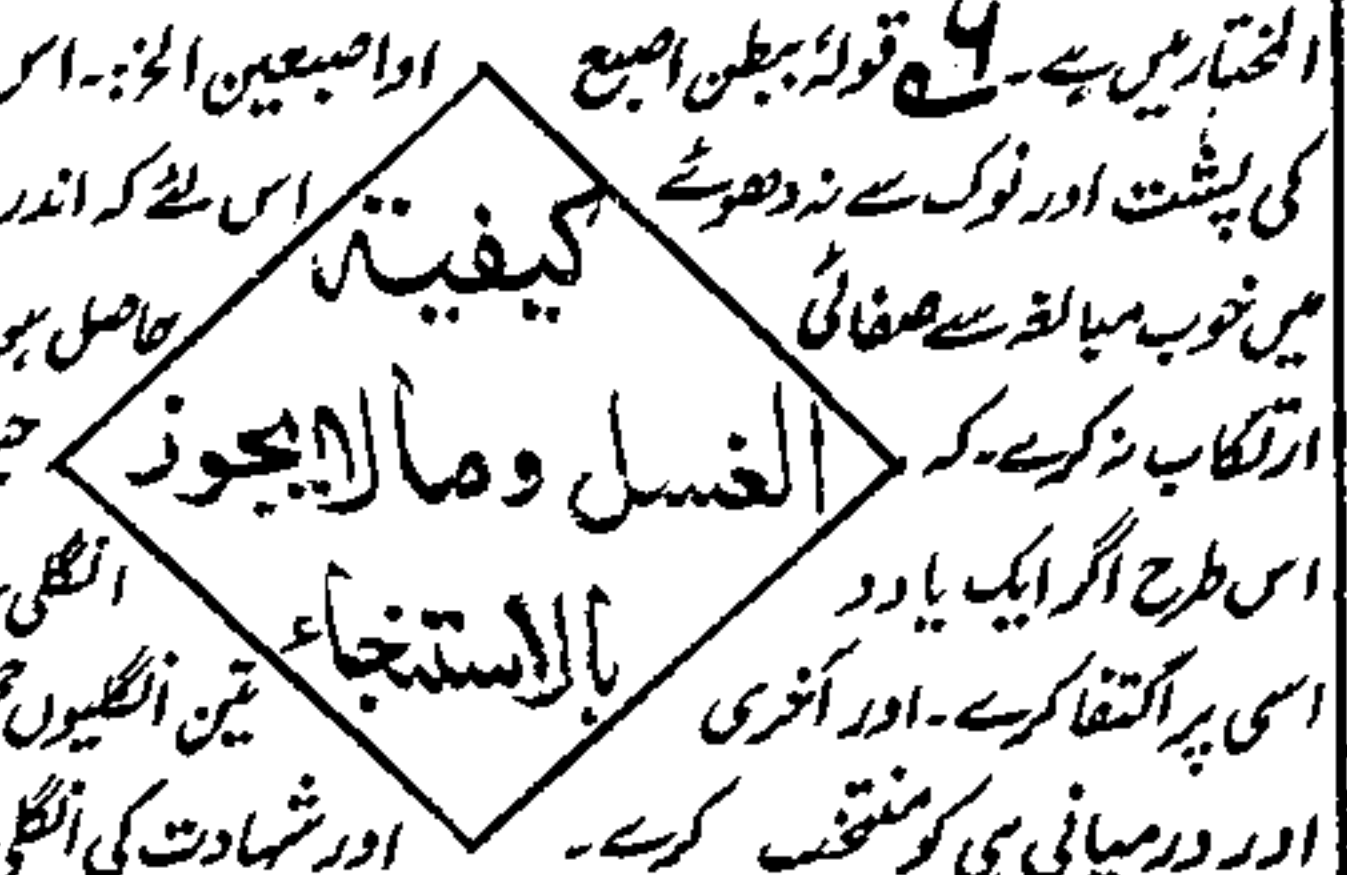 المختار میں ہے۔ ؎۶ قولہٗ ببطن اصبع اواصبعین الخ:۔ اس
کی پشت اور نوک سے نہ دھوئے اس لئے کہ اندر
میں خوب مبالغہ سے صفائی حاصل ہو
ارتکاب نہ کرے۔ کہ
اس طرح اگر ایک یا دو انگلی
اسی پر اکتفا کرے۔ اور آخری تین انگلیوں
اور درمیانی ہی کو منتخب کرے۔ اور شہادت کی انگلی
كيفية
الغسل وما لا يجوز
بالاستنجاء